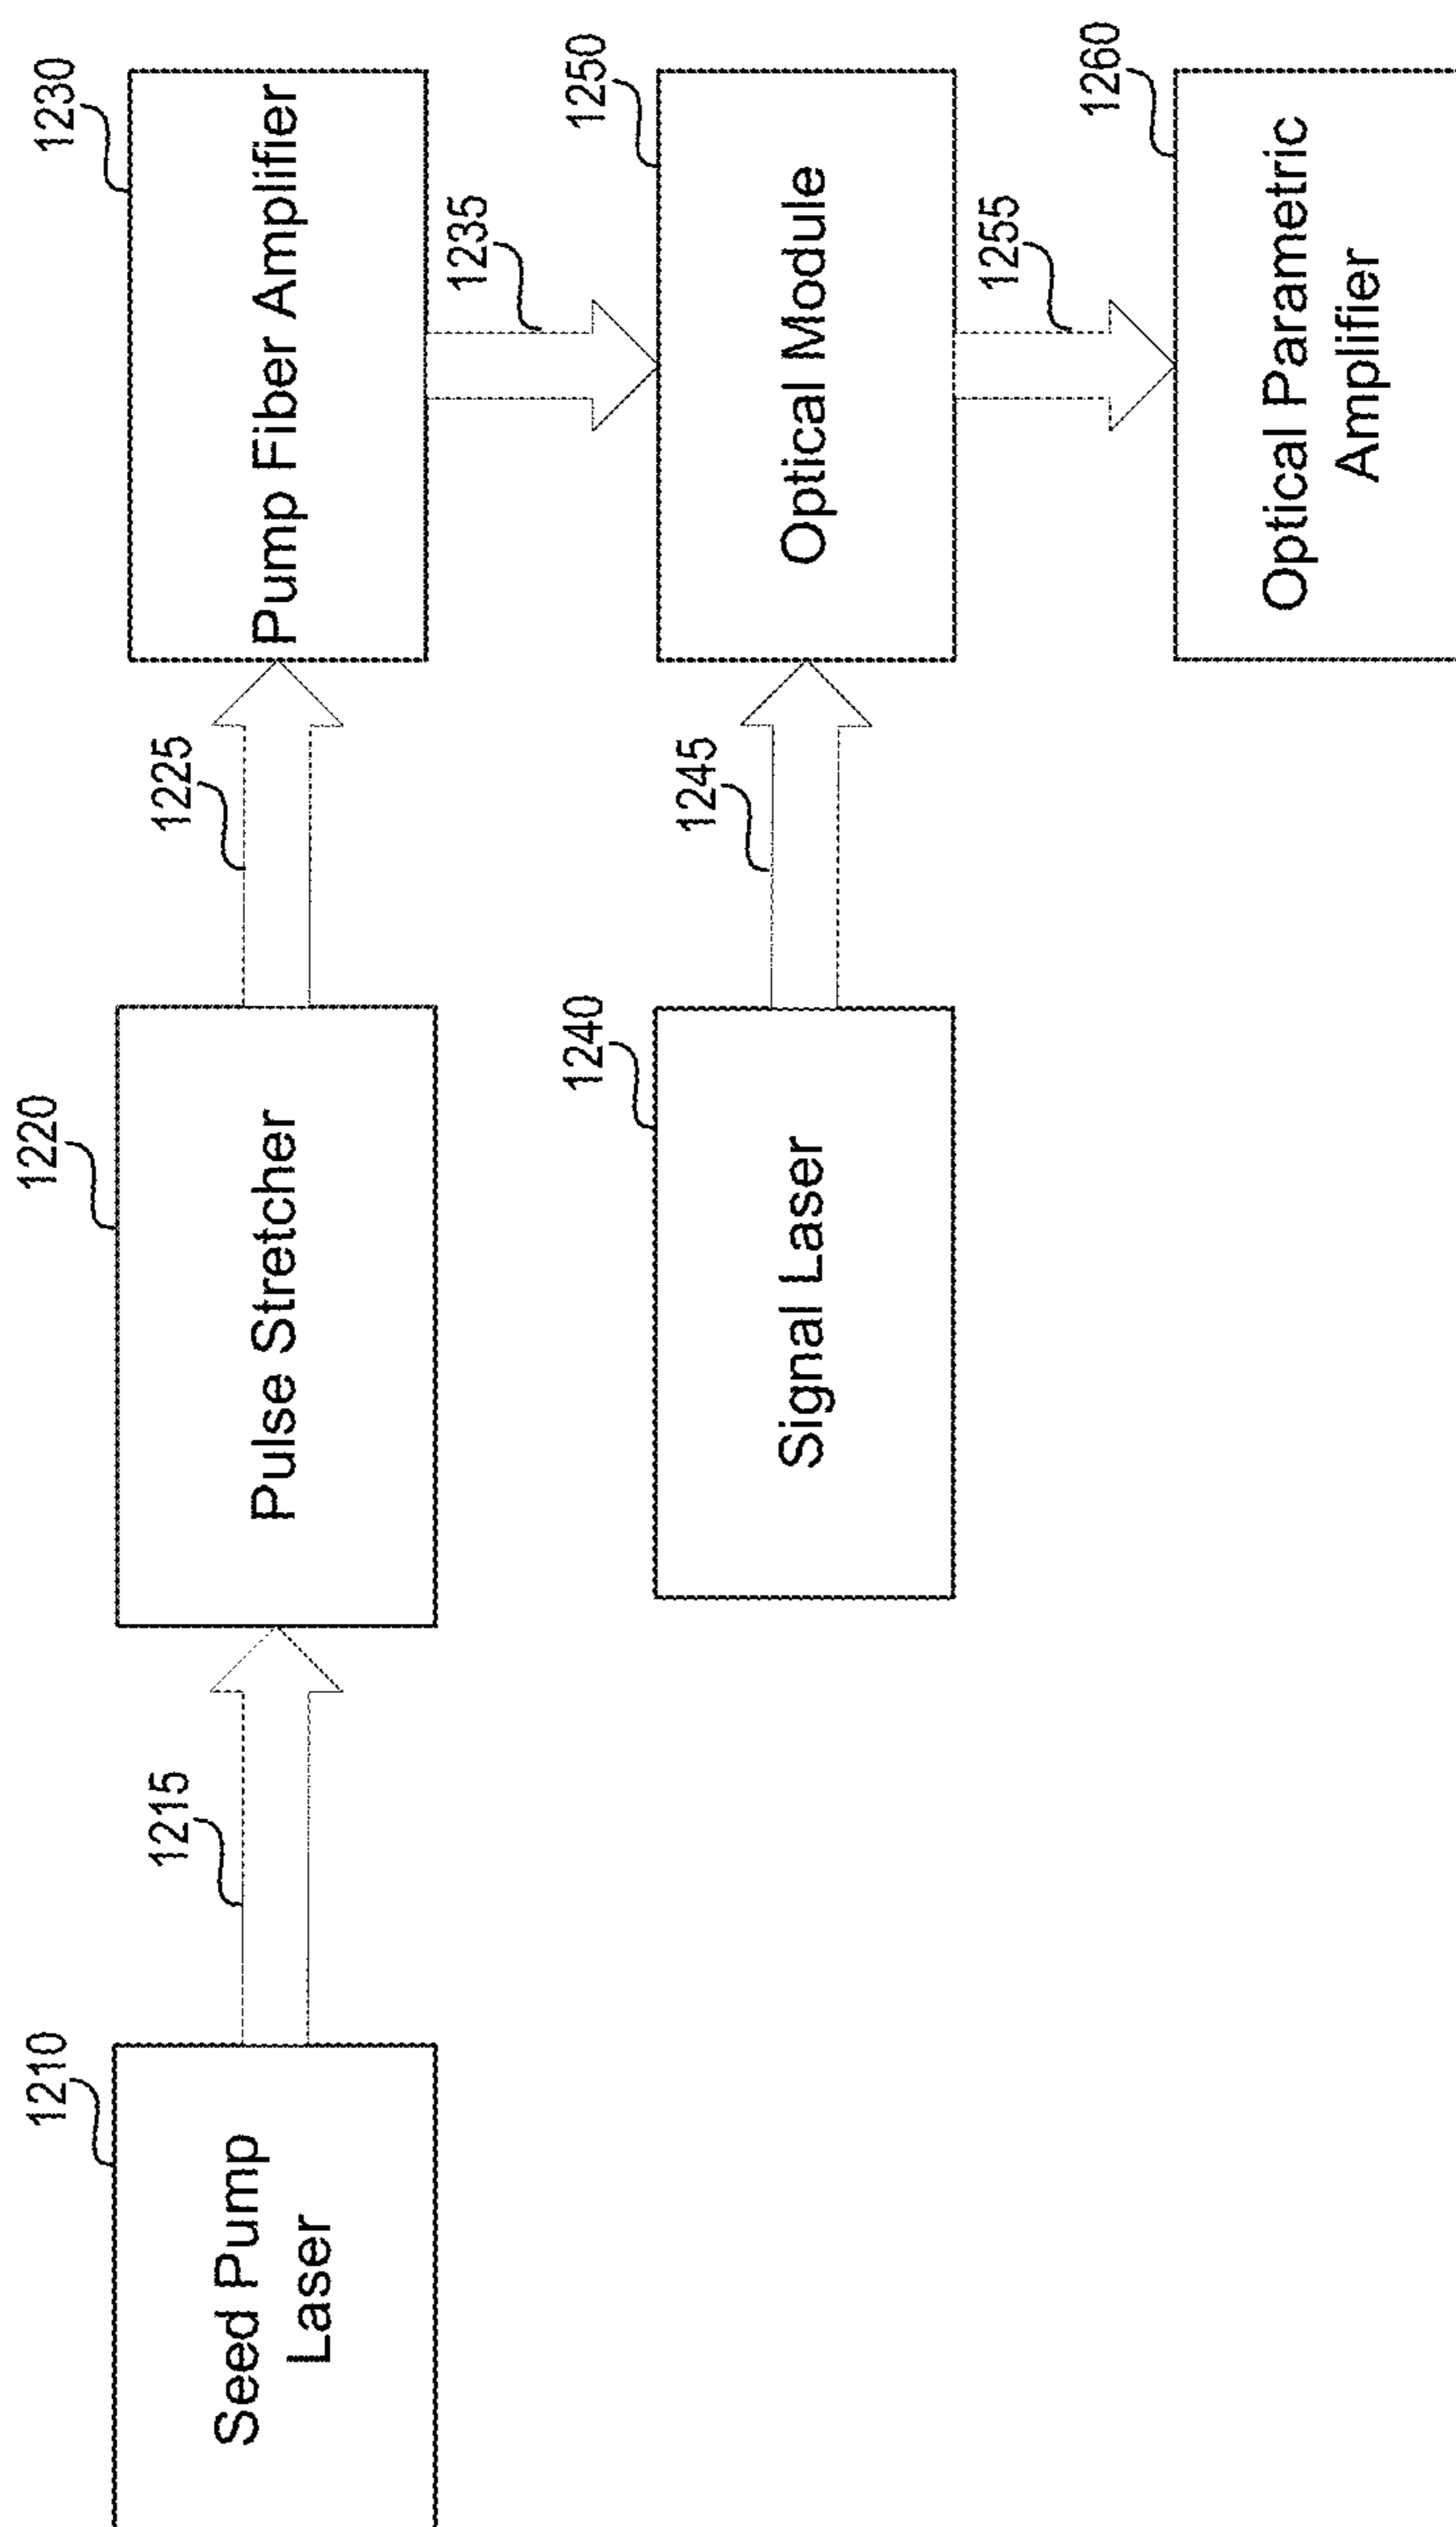 1210
Seed Pump
Laser
1215
1220
Pulse Stretcher
1225
1230
Pump Fiber Amplifier
1235
1240
Signal Laser
1245
1250
Optical Module
1255
1260
Optical Parametric
Amplifier